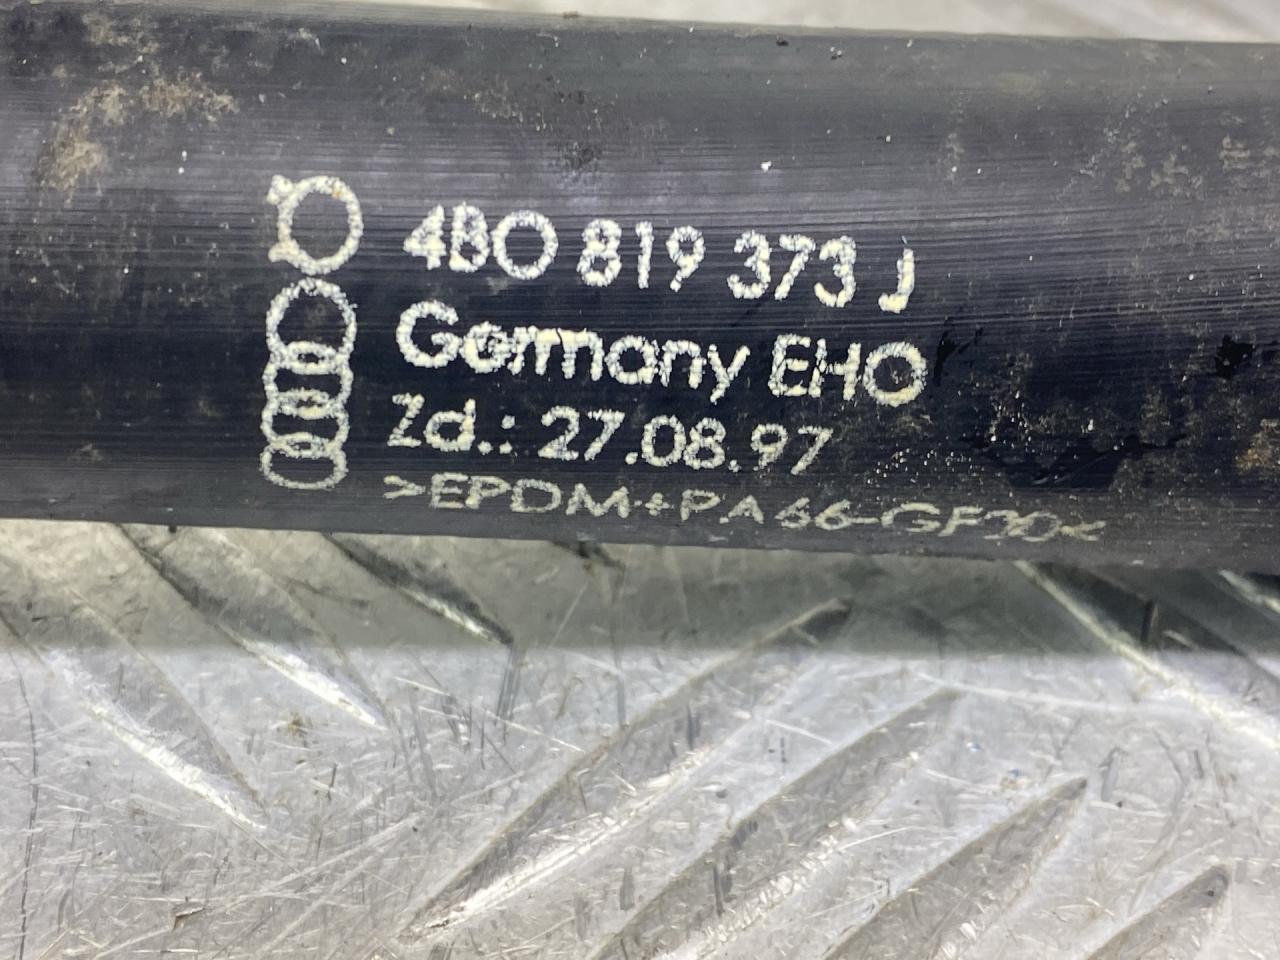 4B0 819 373 J
Germany EHO
Zd.: 27.08.97
>EPDM+PA66-GF30<